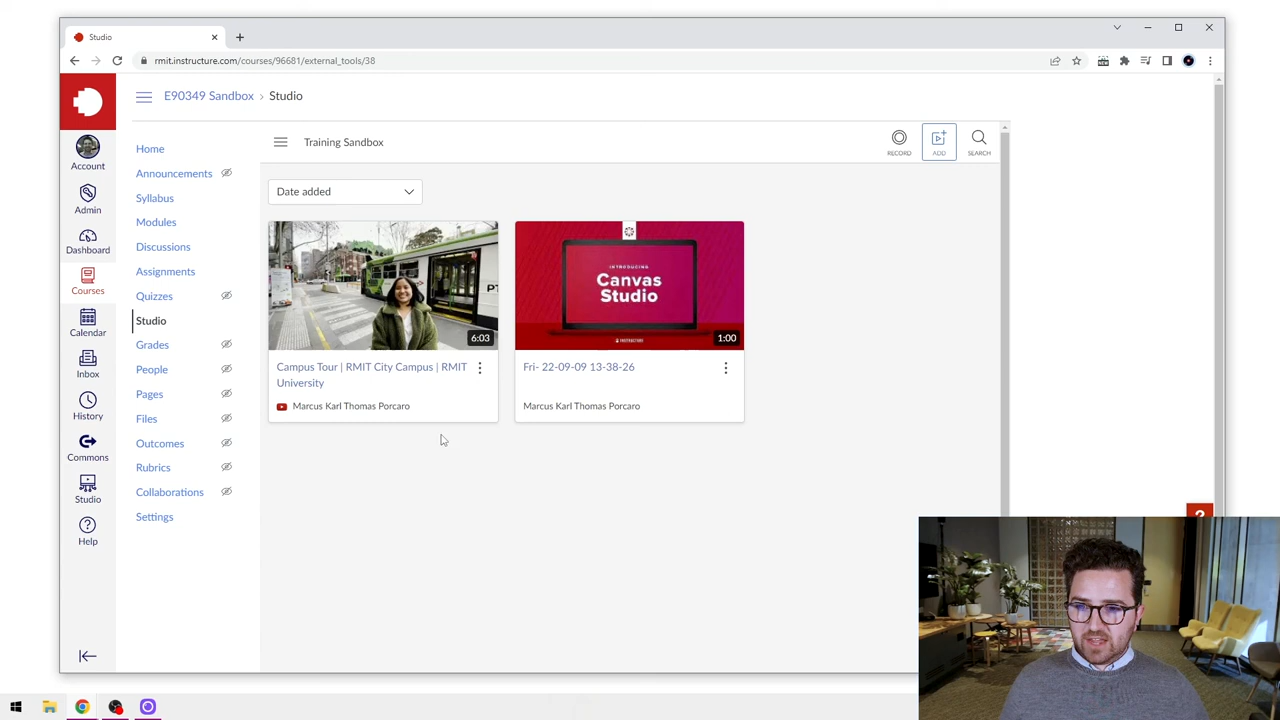 Studio
rmit.instructure.com/courses/96681/external_tools/38
E90349 Sandbox › Studio
Account
Admin
Dashboard
Courses
Calendar
Inbox
History
Commons
Studio
Help
Home
Announcements
Syllabus
Modules
Discussions
Assignments
Quizzes
Studio
Grades
People
Pages
Files
Outcomes
Rubrics
Collaborations
Settings
Training Sandbox
RECORD
ADD
SEARCH
Date added
6:03
Campus Tour | RMIT City Campus | RMIT
University
Marcus Karl Thomas Porcaro
INTRODUCING
Canvas
Studio
INSTRUCTURE
1:00
Fri- 22-09-09 13-38-26
Marcus Karl Thomas Porcaro